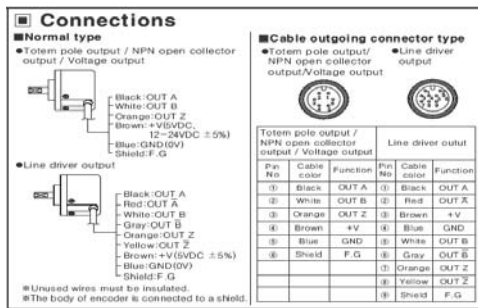 ▣ Connections
■Normal type
●Totem pole output / NPN open collector
output / Voltage output
Black:OUT A
White:OUT B
Orange:OUT Z
Brown:+V(5VDC,
12-24VDC ±5%)
Blue:GND(0V)
Shield:F.G
●Line driver output
Black:OUT A
Red:OUT A̅
White:OUT B
Gray:OUT B̅
Orange:OUT Z
Yellow:OUT Z̅
Brown:+V(5VDC ±5%)
Blue:GND(0V)
Shield:F.G
※Unused wires must be insulated.
※The body of encoder is connected to a shield.
■Cable outgoing connector type
●Totem pole output/
NPN open collector
output/Voltage output
●Line driver
output
Totem pole output /
NPN open collector
output / Voltage output
Line driver outut
Pin No Cable color Function Pin No Cable color Function
① Black OUT A ① Black OUT A
② White OUT B ② Red OUT A̅
③ Orange OUT Z ③ Brown +V
④ Brown +V ④ Blue GND
⑤ Blue GND ⑤ White OUT B
⑥ Shield F.G ⑥ Gray OUT B̅
⑦ Orange OUT Z
⑧ Yellow OUT Z̅
⑨ Shield F.G